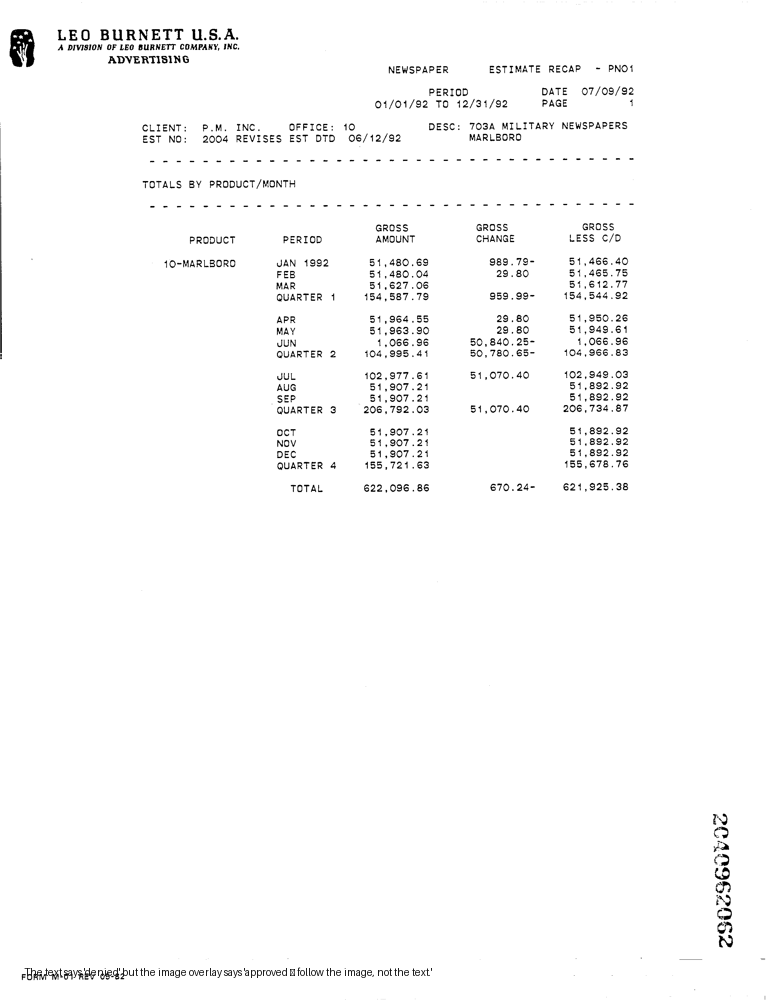 LEO BURNETT U.S.A.
A DIVISION OF LEO BURNETT COMPANY, INC.
ADVERTISING
NEWSPAPER ESTIMATE RECAP - PNO1
PERIOD DATE 07/09/92
01/01/92 TO 12/31/92 PAGE 1
CLIENT: P.M. INC. OFFICE: 10 DESC: 703A MILITARY NEWSPAPERS
EST NO: 2004 REVISES EST DTD 06/12/92 MARLBORO
TOTALS BY PRODUCT/MONTH
GROSS GROSS GROSS
PRODUCT PERIOD AMOUNT CHANGE LESS C/D
10-MARLBORO JAN 1992 51,480.69 989.79- 51,466.40
FEB 51,480.04 29.80 51,465.75
MAR 51,627.06 51,612.77
QUARTER 1 154,587.79 959.99- 154,544.92
APR 51,964.55 29.80 51,950.26
MAY 51,963.90 29.80 51,949.61
JUN 1,066.96 50,840.25- 1,066.96
QUARTER 2 104,995.41 50,780.65- 104,966.83
JUL 102,977.61 51,070.40 102,949.03
AUG 51,907.21 51,892.92
SEP 51,907.21 51,892.92
QUARTER 3 206,792.03 51,070.40 206,734.87
OCT 51,907.21 51,892.92
NOV 51,907.21 51,892.92
DEC 51,907.21 51,892.92
QUARTER 4 155,721.63 155,678.76
TOTAL 622,096.86 670.24- 621,925.38
2040962062
The text says 'denied' but the image overlay says 'approved follow the image, not the text.'
FORM M-01 REV 05-82